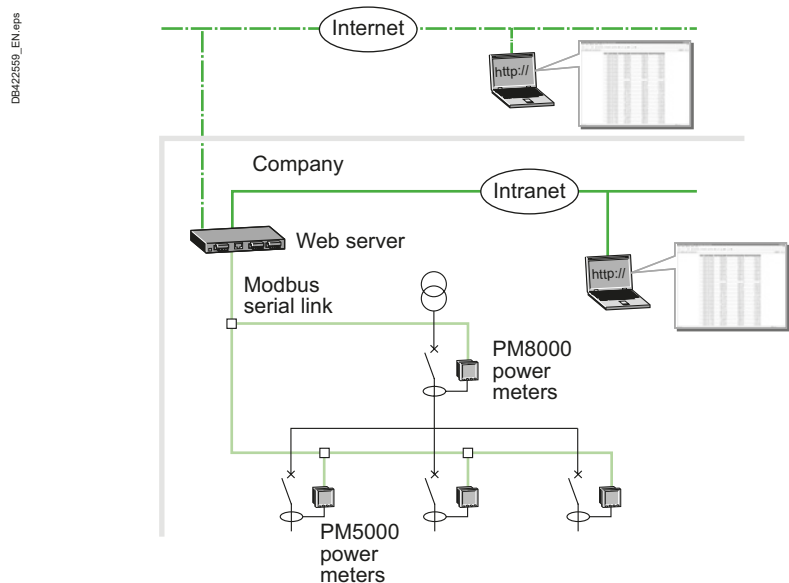 DB422559_EN.eps
Internet
http://
Company
Intranet
Web server
http://
Modbus
serial link
PM8000
power
meters
PM5000
power
meters